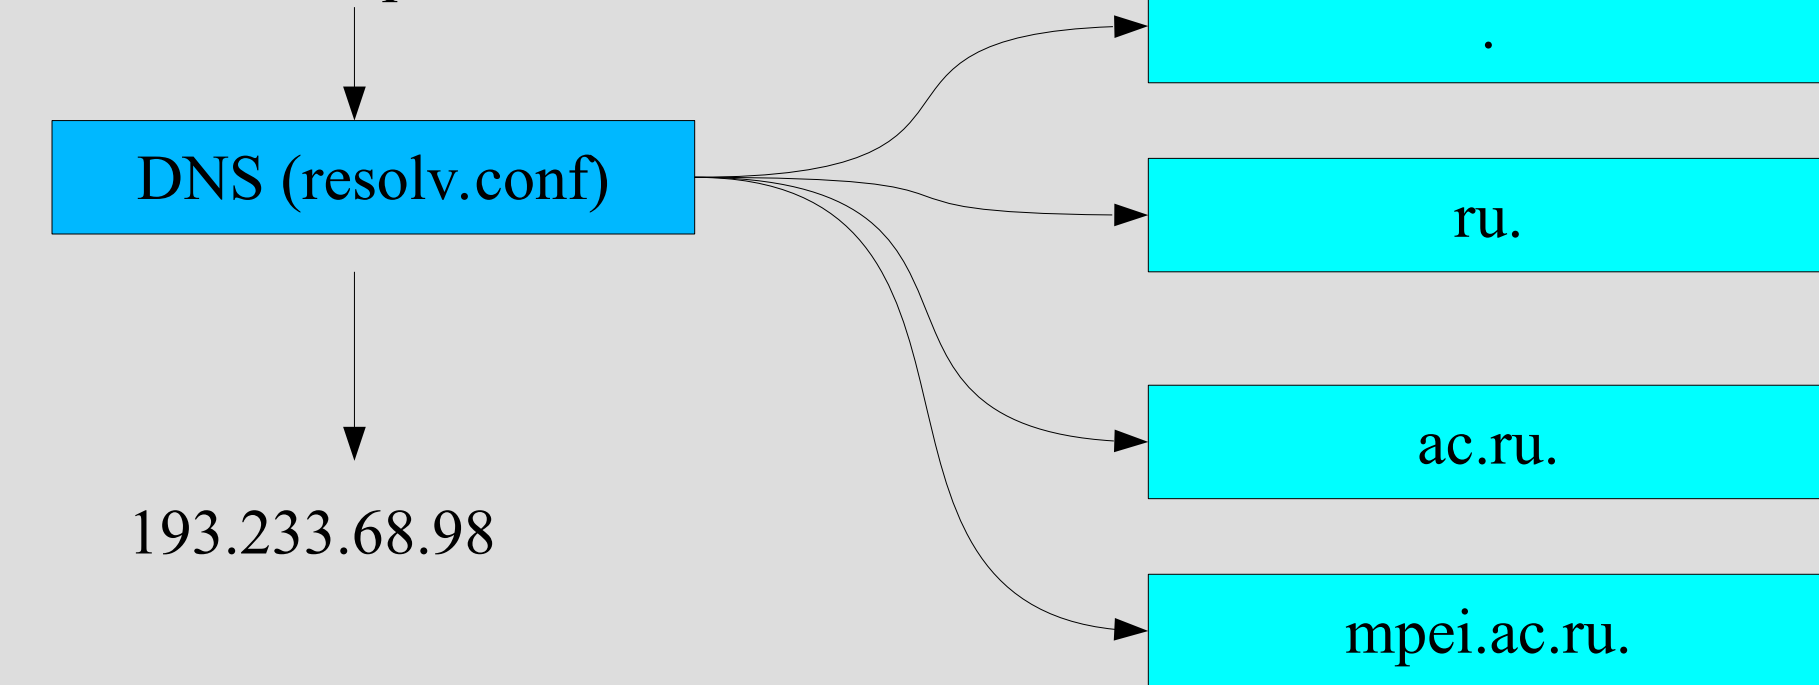 .
DNS (resolv.conf)
ru.
ac.ru.
193.233.68.98
mpei.ac.ru.